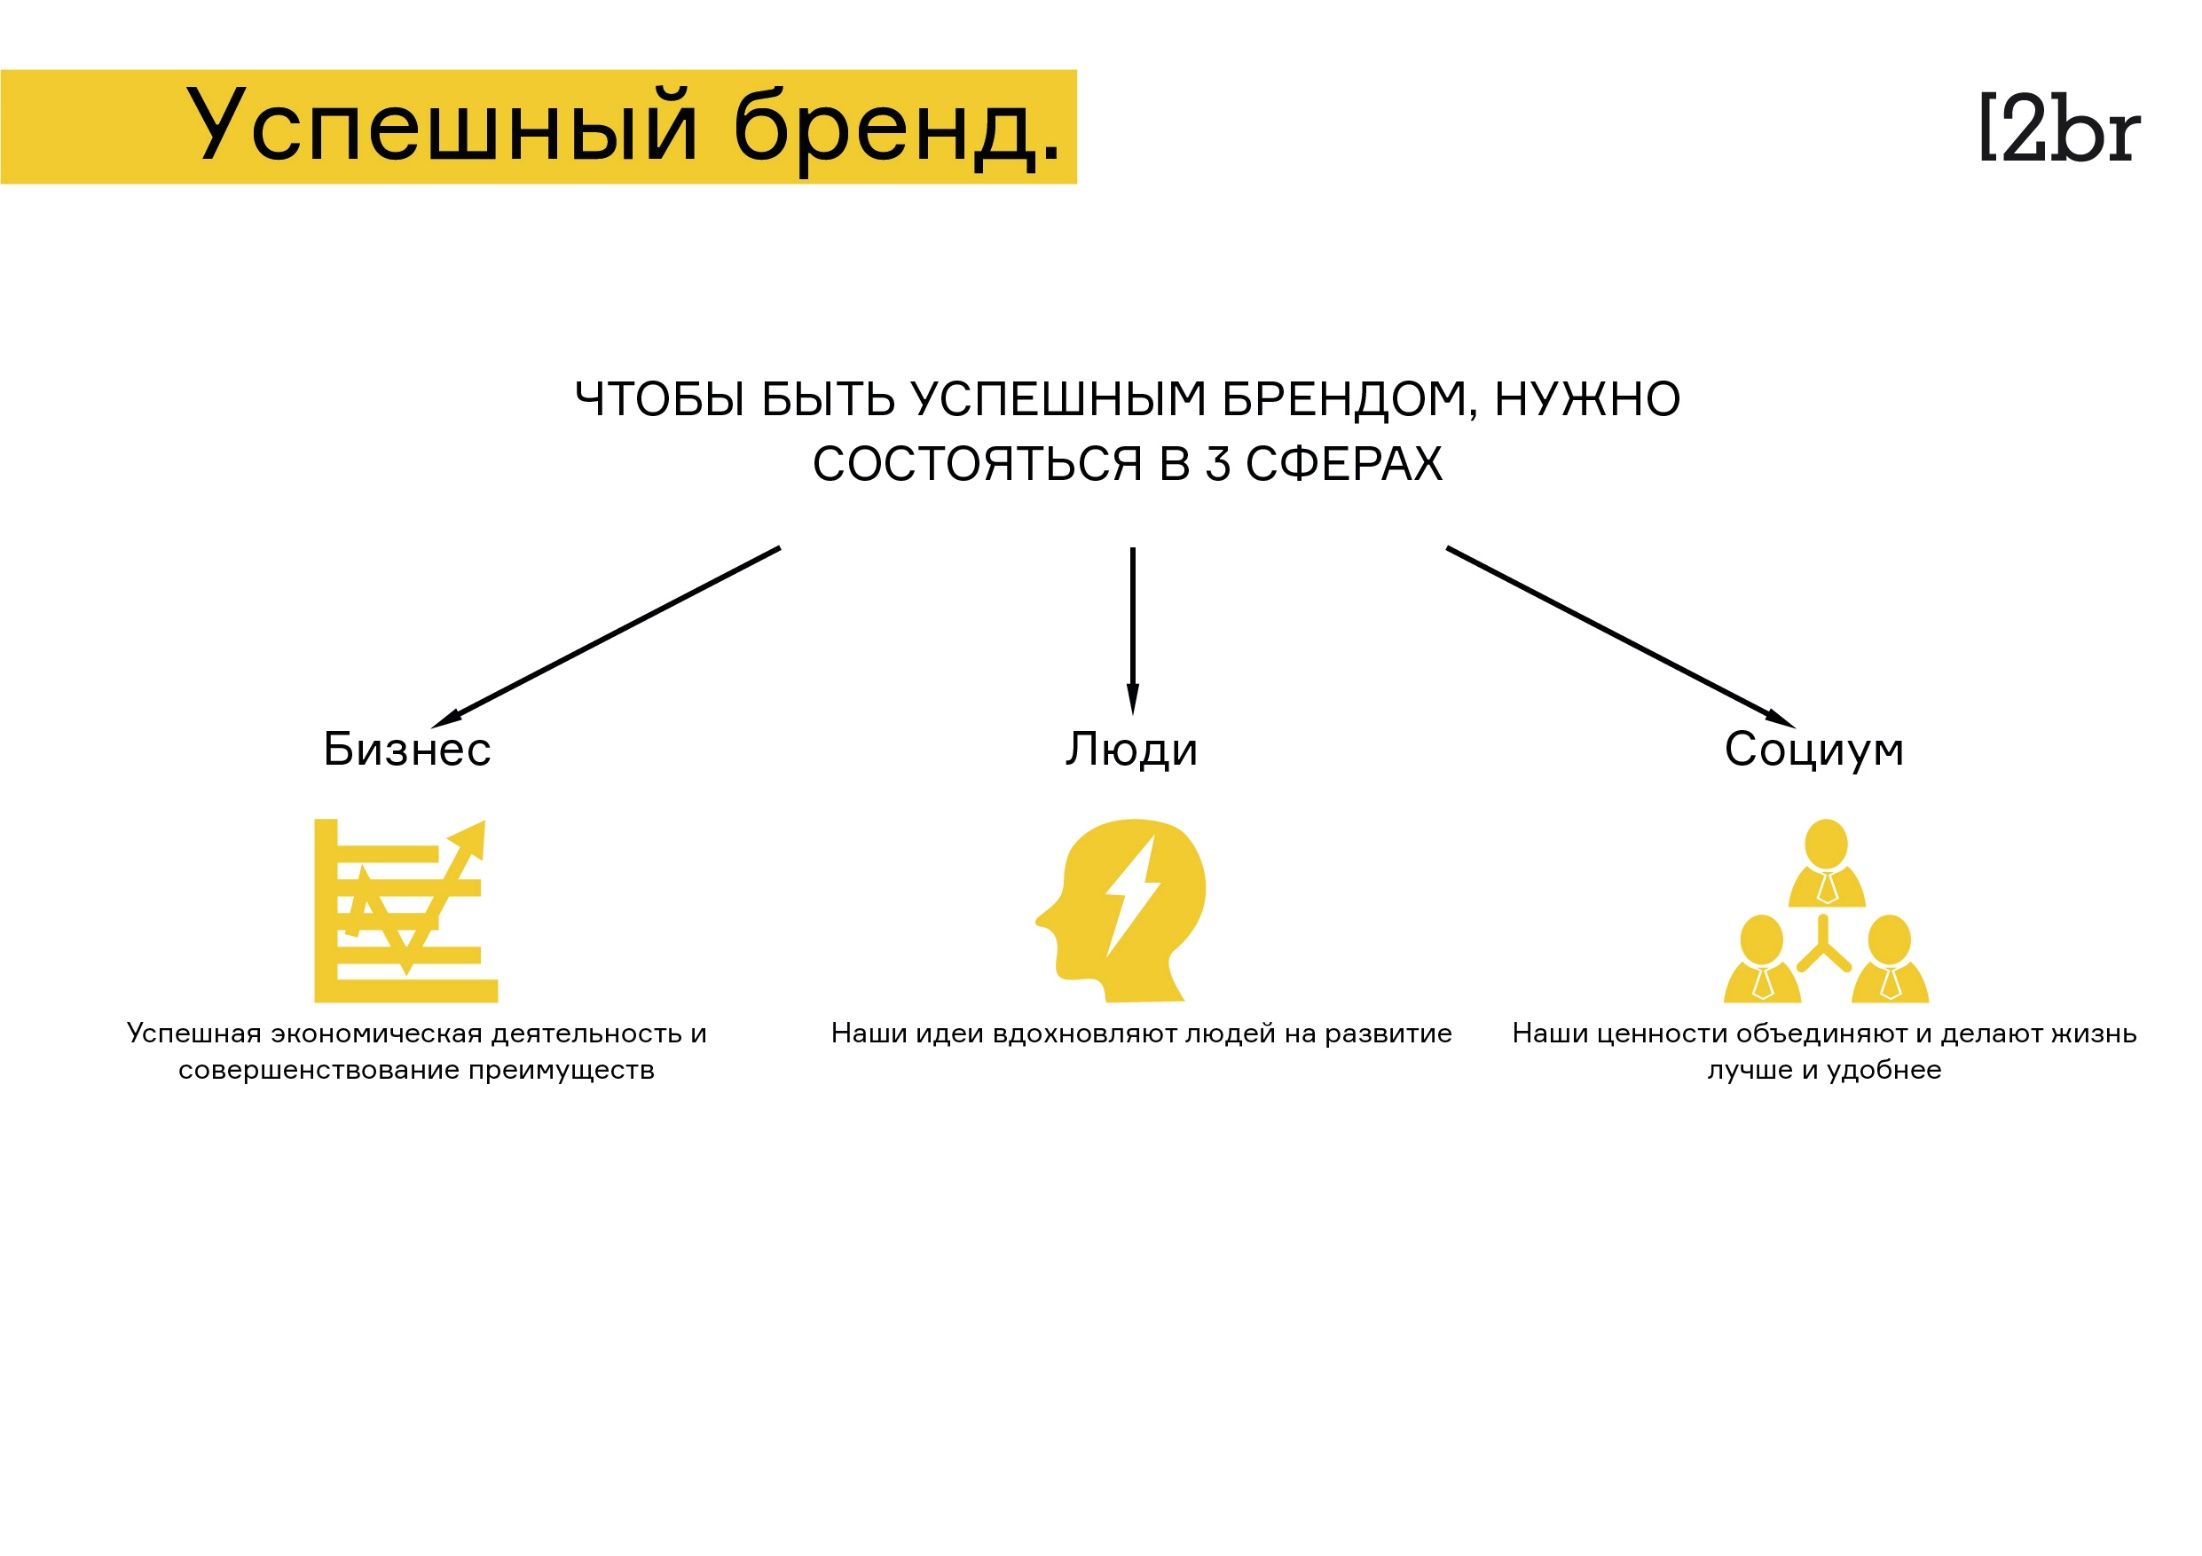 Успешный бренд.
[2br
ЧТОБЫ БЫТЬ УСПЕШНЫМ БРЕНДОМ, НУЖНО
СОСТОЯТЬСЯ В 3 СФЕРАХ
Бизнес
Люди
Социум
Успешная экономическая деятельность и
совершенствование преимуществ
Наши идеи вдохновляют людей на развитие
Наши ценности объединяют и делают жизнь
лучше и удобнее